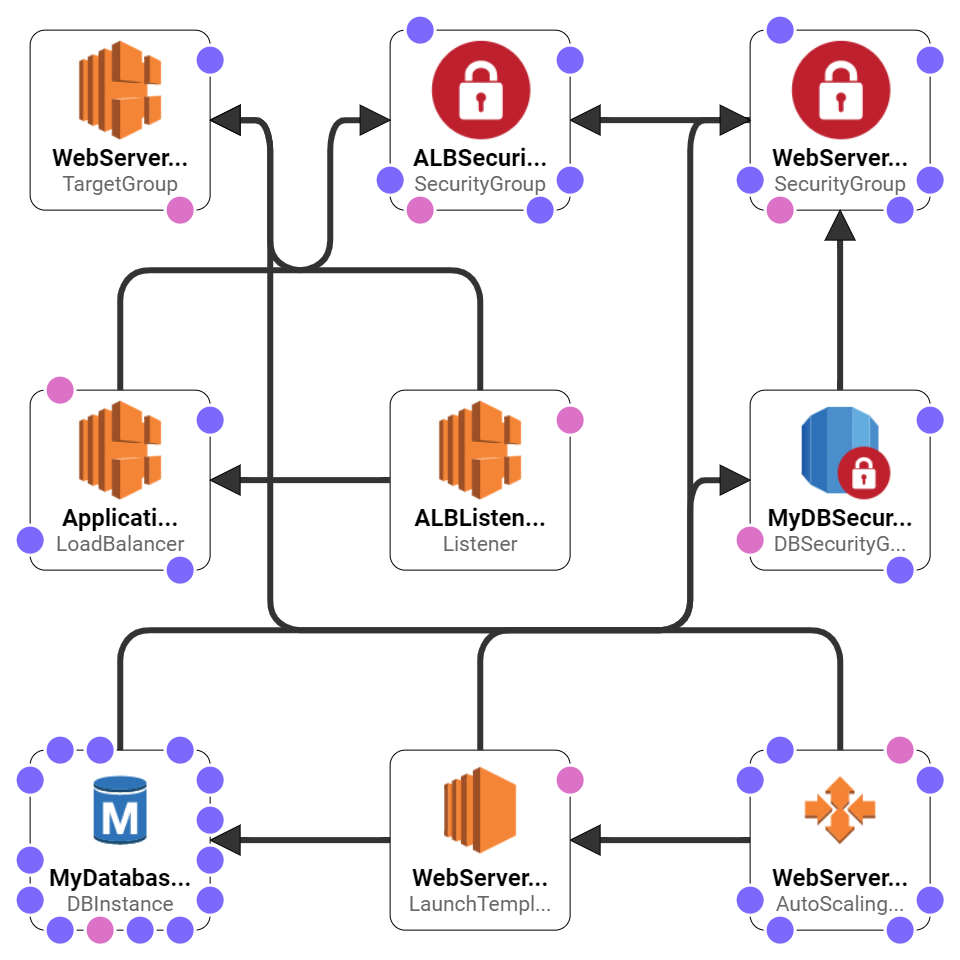 WebServer...
TargetGroup
ALBSecuri...
SecurityGroup
WebServer...
SecurityGroup
Applicati...
LoadBalancer
ALBListen...
Listener
MyDBSecur...
DBSecurityG...
M
MyDatabas...
DBInstance
WebServer...
LaunchTempl...
WebServer...
AutoScaling...